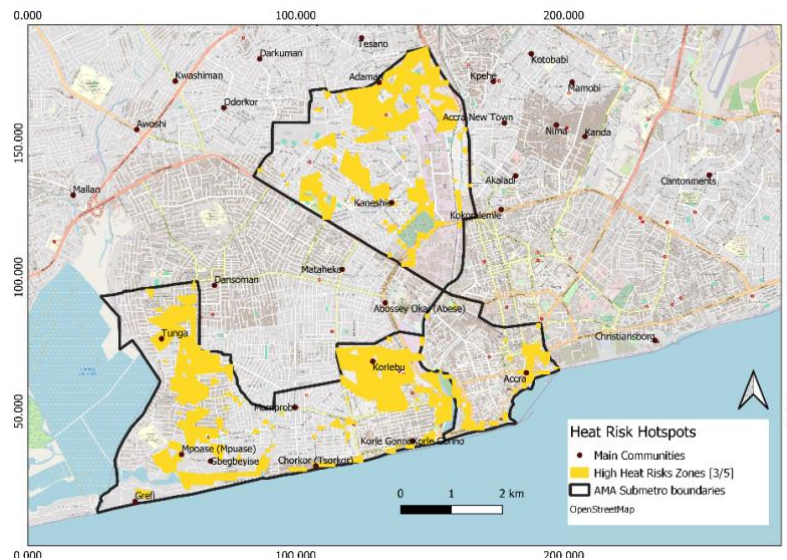 100.000
200.000
0.000
Tesano
Darkuman
Kotobabi
Kwashiman
Adaman
Kpehe
Mamobi
Odorkor
Awoshi
Accra New Town
Nima
Kanda
150.000
Mallan
Akaladi
Cantonments
Kaneshie
Kokomlemle
100.000
Mataheko
Dansoman
Abossey Okai (Abese)
Christiansborg
Tunga
Korlebu
Accra
50.000
Mamprobi
Korle Gonno
Korle Gonno
Mpoase (Mpuase)
Gbegbeyise
Chorkor (Tsorkor)
Grefi
Heat Risk Hotspots
Main Communities
High Heat Risks Zones [3/5]
AMA Submetro boundaries
OpenStreetMap
0 1 2 km
0.000
100.000
200.000